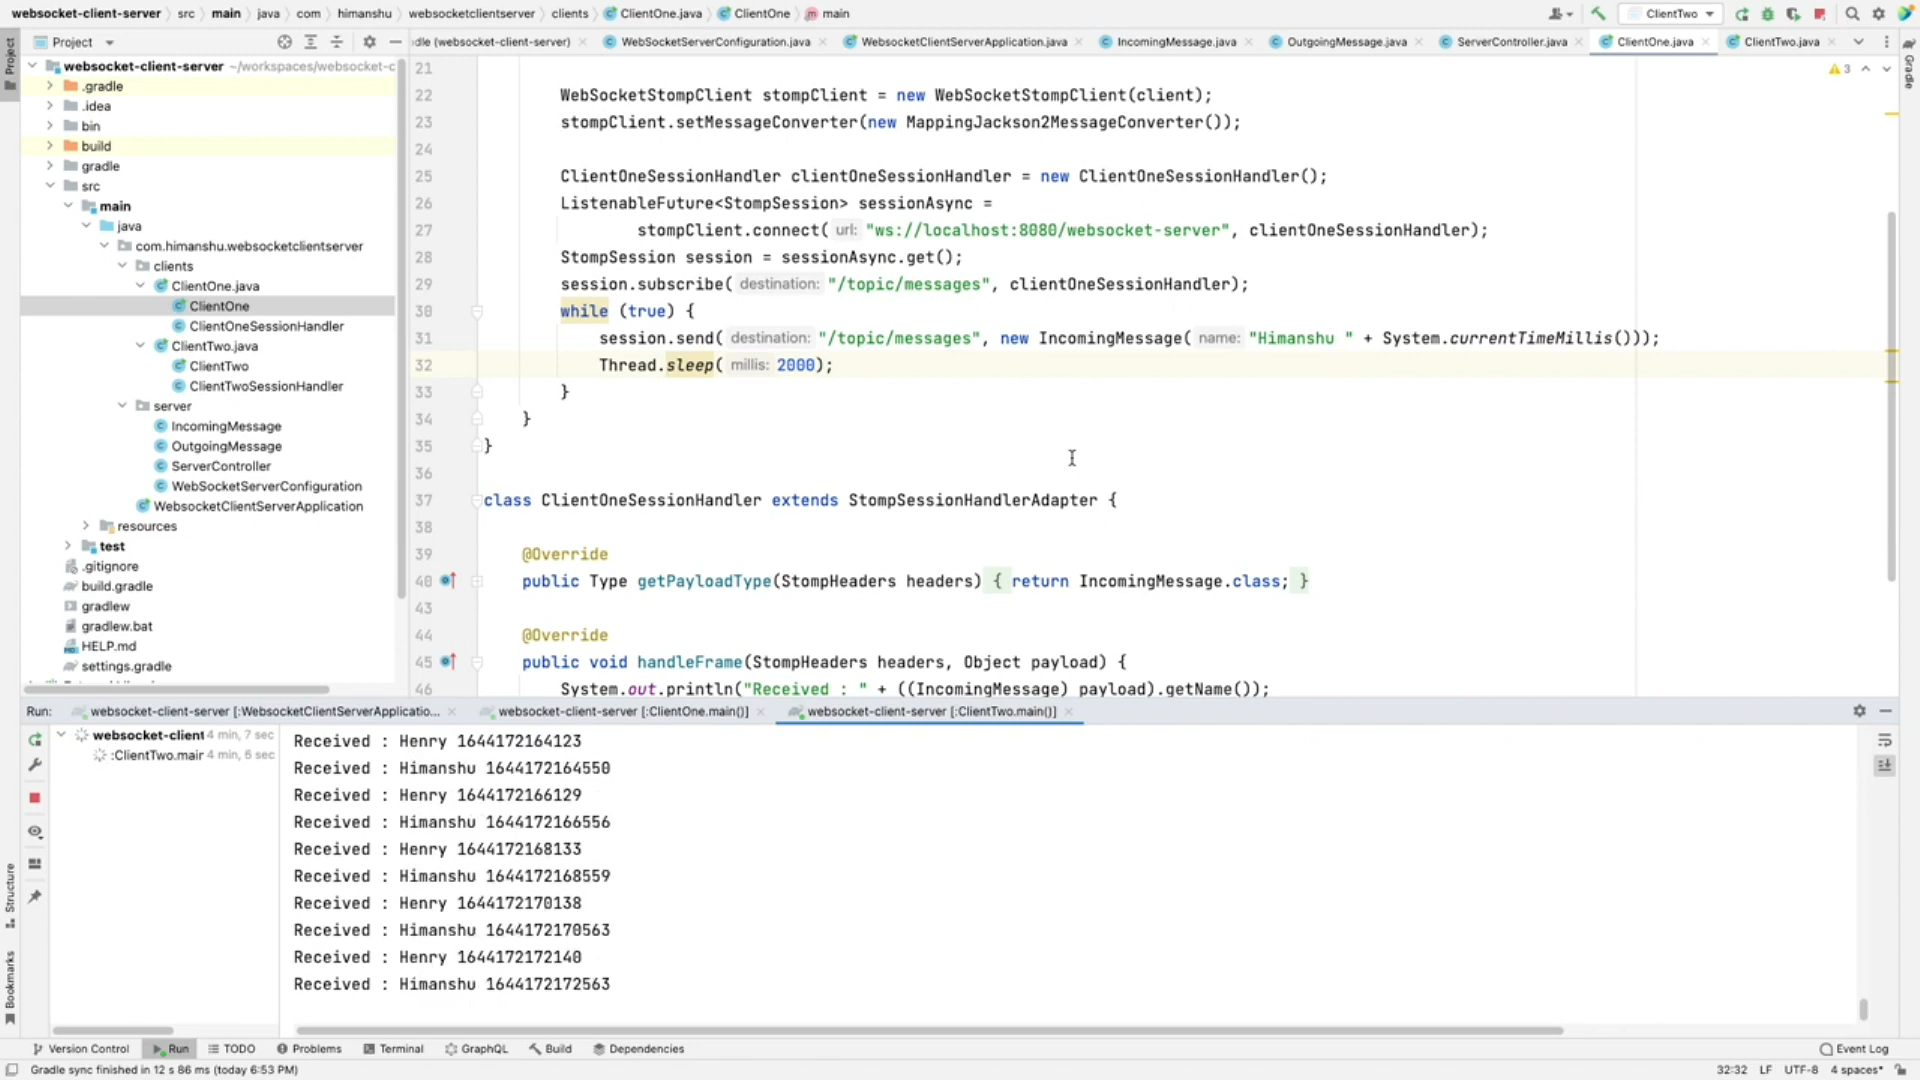 websocket-client-server > src > main > java > com > himanshu > websocketclientserver > clients > ClientOne.java > ClientOne > main
ClientTwo
Project
dle (websocket-client-server)
WebSocketServerConfiguration.java
WebsocketClientServerApplication.java
IncomingMessage.java
OutgoingMessage.java
ServerController.java
ClientOne.java
ClientTwo.java
Project
Gradle
websocket-client-server ~/workspaces/websocket-c
.gradle
.idea
bin
build
gradle
src
main
java
com.himanshu.websocketclientserver
clients
ClientOne.java
ClientOne
ClientOneSessionHandler
ClientTwo.java
ClientTwo
ClientTwoSessionHandler
server
IncomingMessage
OutgoingMessage
ServerController
WebSocketServerConfiguration
WebsocketClientServerApplication
resources
test
.gitignore
build.gradle
gradlew
gradlew.bat
HELP.md
settings.gradle
3
21
22 WebSocketStompClient stompClient = new WebSocketStompClient(client);
23 stompClient.setMessageConverter(new MappingJackson2MessageConverter());
24
25 ClientOneSessionHandler clientOneSessionHandler = new ClientOneSessionHandler();
26 ListenableFuture<StompSession> sessionAsync =
27 stompClient.connect( url: "ws://localhost:8080/websocket-server", clientOneSessionHandler);
28 StompSession session = sessionAsync.get();
29 session.subscribe( destination: "/topic/messages", clientOneSessionHandler);
30 while (true) {
31 session.send( destination: "/topic/messages", new IncomingMessage( name: "Himanshu " + System.currentTimeMillis()));
32 Thread.sleep( millis: 2000);
33 }
34 }
35 }
36
37 class ClientOneSessionHandler extends StompSessionHandlerAdapter {
38
39 @Override
40 public Type getPayloadType(StompHeaders headers) { return IncomingMessage.class; }
43
44 @Override
45 public void handleFrame(StompHeaders headers, Object payload) {
46 System.out.println("Received : " + ((IncomingMessage) payload).getName());
Run: websocket-client-server [:WebsocketClientServerApplicatio... websocket-client-server [:ClientOne.main()] websocket-client-server [:ClientTwo.main()]
websocket-client 4 min, 7 sec
:ClientTwo.mair 4 min, 6 sec
Received : Henry 1644172164123
Received : Himanshu 1644172164550
Received : Henry 1644172166129
Received : Himanshu 1644172166556
Received : Henry 1644172168133
Received : Himanshu 1644172168559
Received : Henry 1644172170138
Received : Himanshu 1644172170563
Received : Henry 1644172172140
Received : Himanshu 1644172172563
Structure
Bookmarks
Version Control Run TODO Problems Terminal GraphQL Build Dependencies Event Log
Gradle sync finished in 12 s 86 ms (today 6:53 PM) 32:32 LF UTF-8 4 spaces*